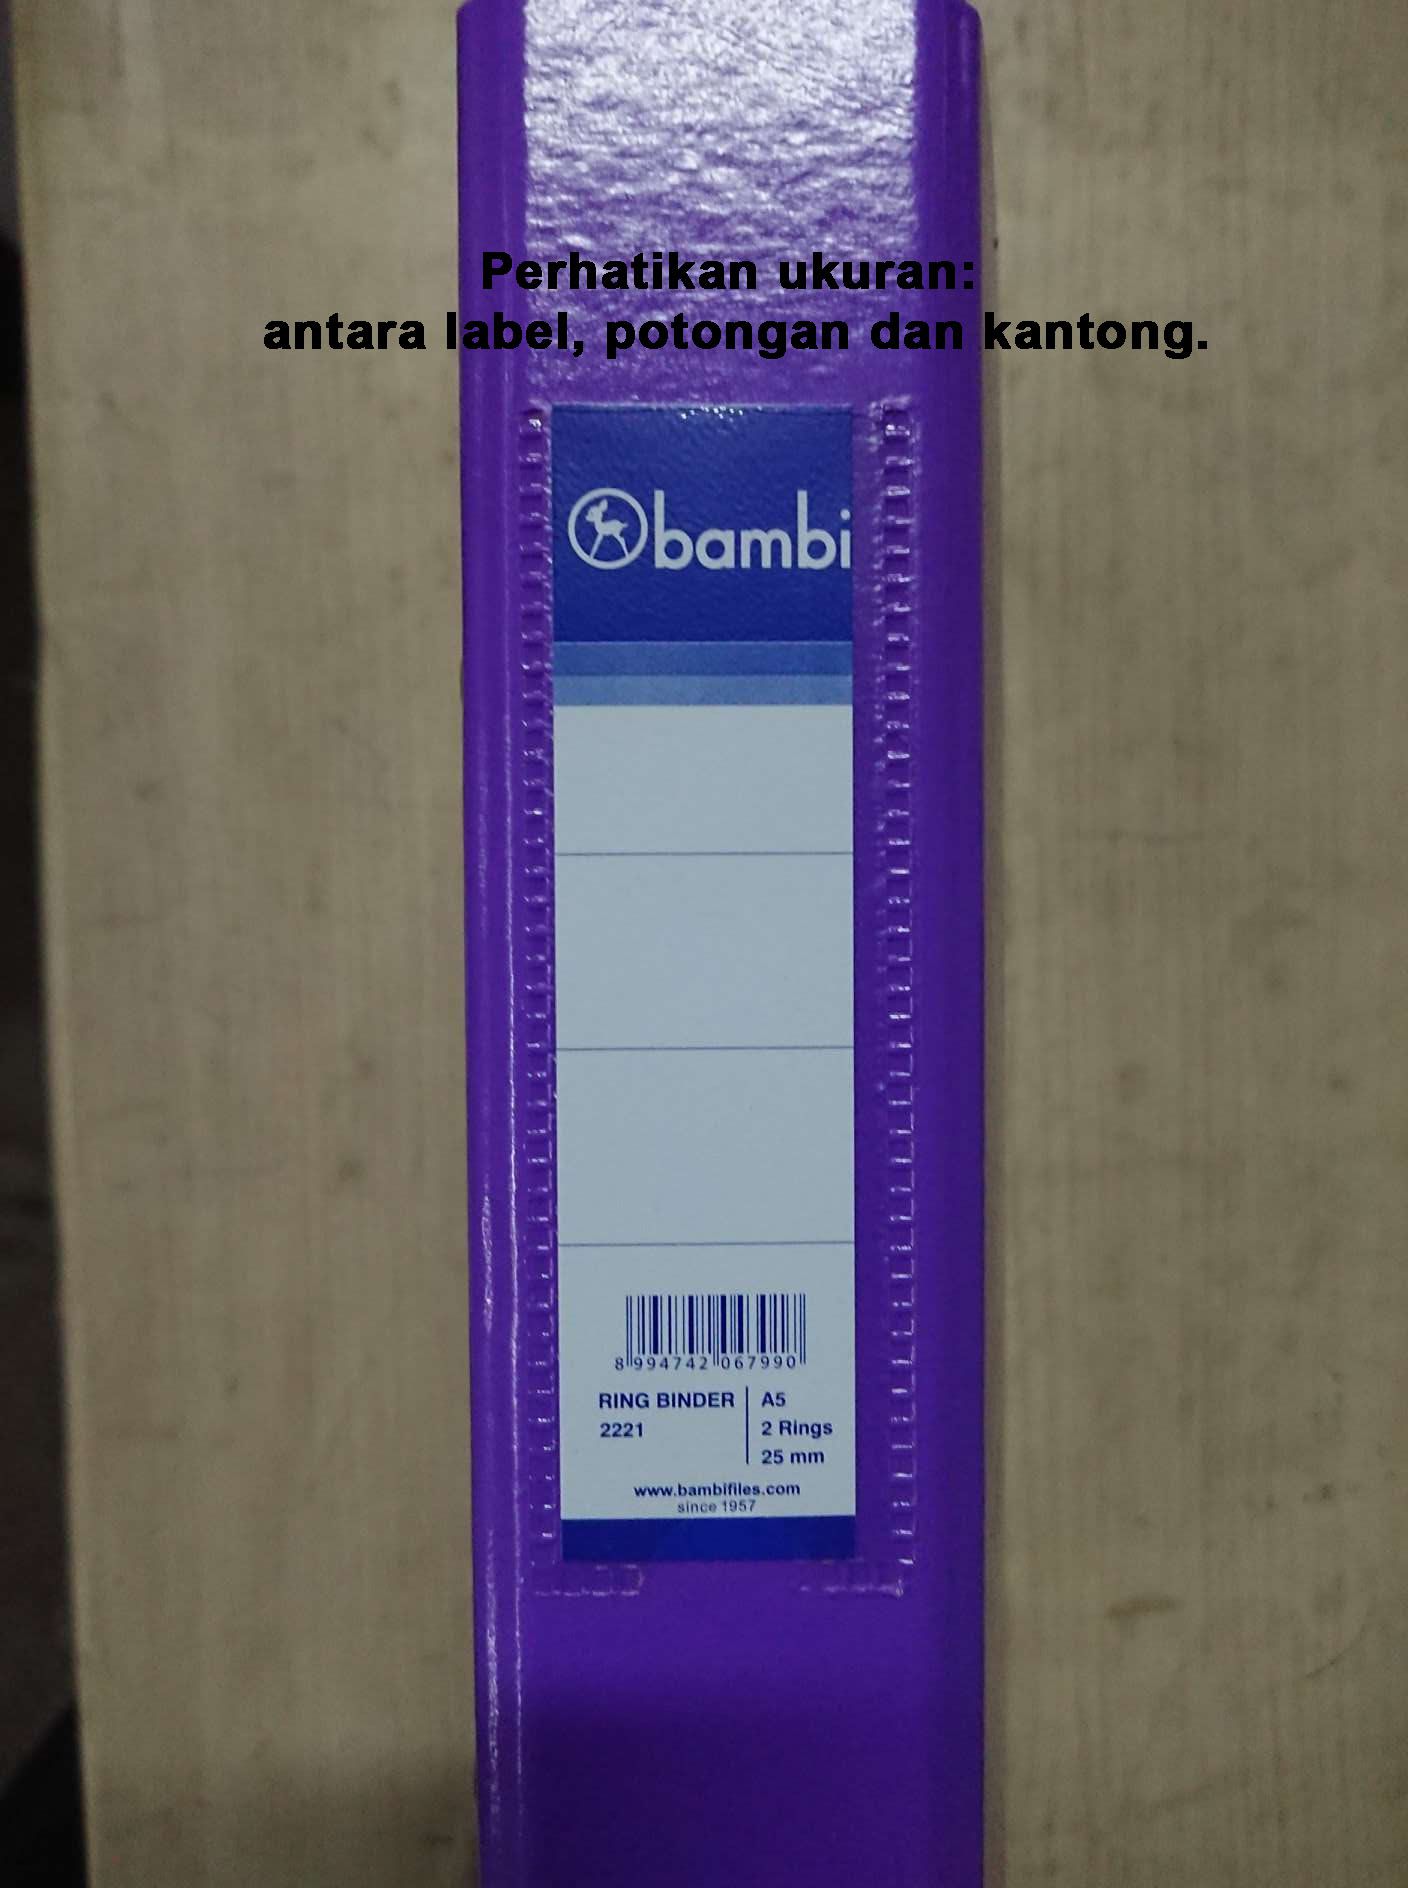 Perhatikan ukuran:
antara label, potongan dan kantong.
bambi
8 994742 067990
RING BINDER
2221
A5
2 Rings
25 mm
www.bambifiles.com
since 1957